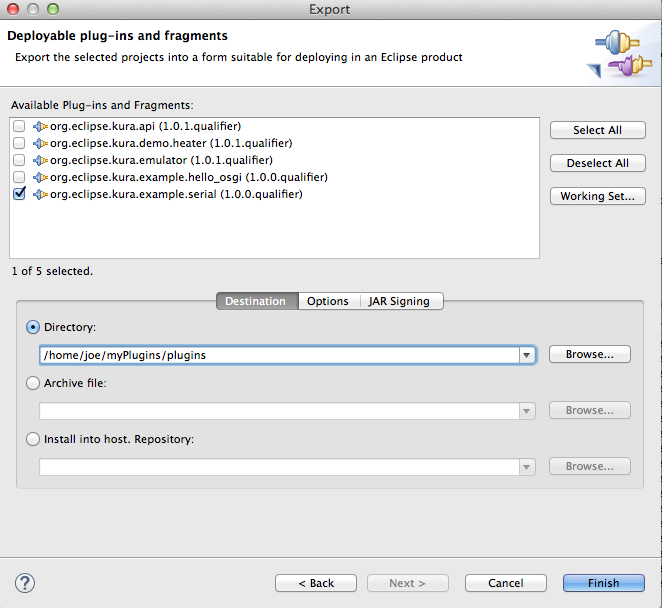 Export
Deployable plug-ins and fragments
Export the selected projects into a form suitable for deploying in an Eclipse product
Available Plug-ins and Fragments:
org.eclipse.kura.api (1.0.1.qualifier)
org.eclipse.kura.demo.heater (1.0.1.qualifier)
org.eclipse.kura.emulator (1.0.1.qualifier)
org.eclipse.kura.example.hello_osgi (1.0.0.qualifier)
org.eclipse.kura.example.serial (1.0.0.qualifier)
Select All
Deselect All
Working Set...
1 of 5 selected.
Destination Options JAR Signing
Directory:
/home/joe/myPlugins/plugins Browse...
Archive file:
Browse...
Install into host. Repository:
Browse...
? < Back Next > Cancel Finish